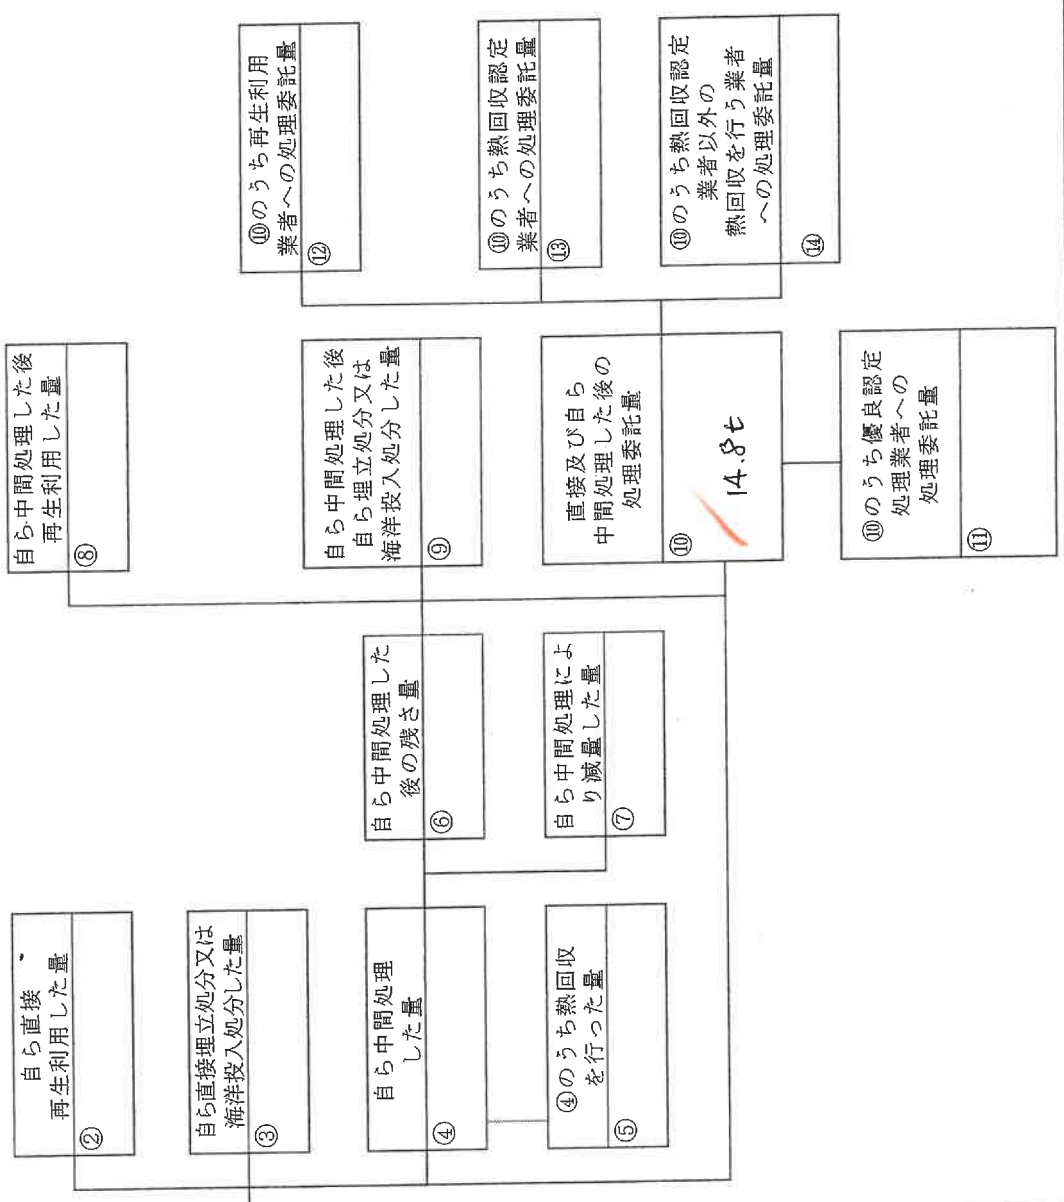 自ら直接
再生利用した量
②
自ら直接埋立処分又は
海洋投入処分した量
③
自ら中間処理
した量
④
④のうち熱回収
を行った量
⑤
自ら中間処理した
後の残さ量
⑥
自ら中間処理によ
り減量した量
⑦
自ら中間処理した後
再生利用した量
⑧
自ら中間処理した後
自ら埋立処分又は
海洋投入処分した量
⑨
直接及び自ら
中間処理した後の
処理委託量
⑩
14.8t
⑩のうち優良認定
処理業者への
処理委託量
⑪
⑩のうち再生利用
業者への処理委託量
⑫
⑩のうち熱回収認定
業者への処理委託量
⑬
⑩のうち熱回収認定
業者以外の
熱回収を行う業者
への処理委託量
⑭